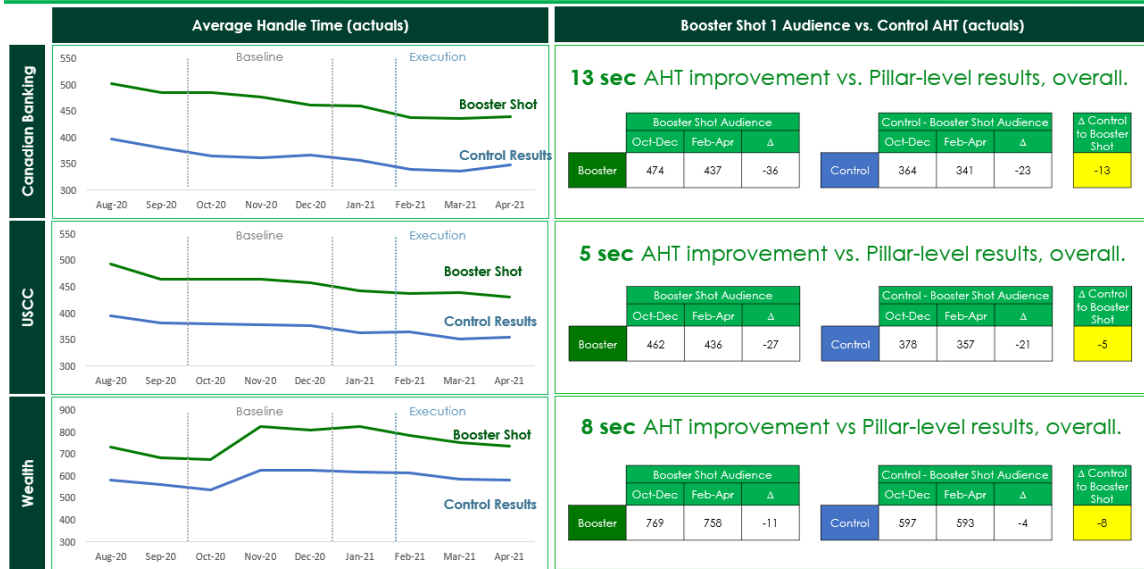 Average Handle Time (actuals)
Booster Shot 1 Audience vs. Control AHT (actuals)
Canadian Banking
550
500
450
400
350
300
Baseline
Execution
Booster Shot
Control Results
Aug-20 Sep-20 Oct-20 Nov-20 Dec-20 Jan-21 Feb-21 Mar-21 Apr-21
13 sec AHT improvement vs. Pillar-level results, overall.
Booster Shot Audience
Oct-Dec Feb-Apr Δ
Booster 474 437 -36
Control - Booster Shot Audience
Oct-Dec Feb-Apr Δ
Control 364 341 -23
Δ Control
to Booster
Shot
-13
USCC
550
500
450
400
350
300
Baseline
Execution
Booster Shot
Control Results
Aug-20 Sep-20 Oct-20 Nov-20 Dec-20 Jan-21 Feb-21 Mar-21 Apr-21
5 sec AHT improvement vs. Pillar-level results, overall.
Booster Shot Audience
Oct-Dec Feb-Apr Δ
Booster 462 436 -27
Control - Booster Shot Audience
Oct-Dec Feb-Apr Δ
Control 378 357 -21
Δ Control
to Booster
Shot
-5
Wealth
900
800
700
600
500
400
300
Baseline
Execution
Booster Shot
Control Results
Aug-20 Sep-20 Oct-20 Nov-20 Dec-20 Jan-21 Feb-21 Mar-21 Apr-21
8 sec AHT improvement vs Pillar-level results, overall.
Booster Shot Audience
Oct-Dec Feb-Apr Δ
Booster 769 758 -11
Control - Booster Shot Audience
Oct-Dec Feb-Apr Δ
Control 597 593 -4
Δ Control
to Booster
Shot
-8